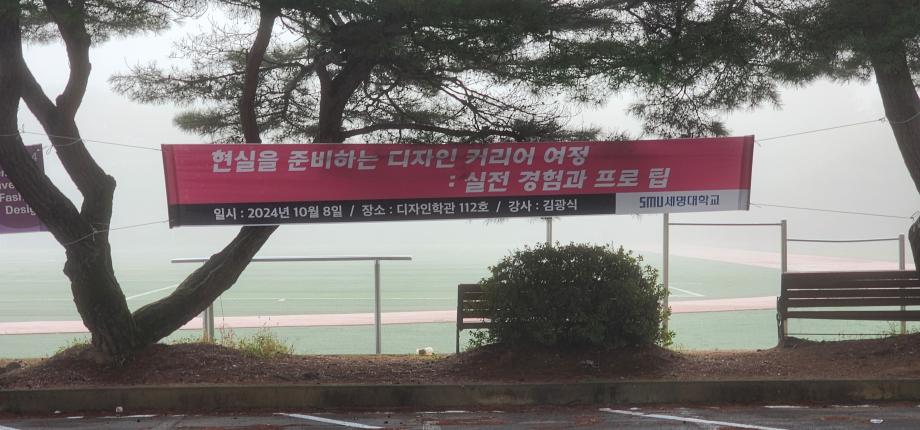 현실을 준비하는 디자인 커리어 여정
: 실전 경험과 프로 팁
일시 : 2024년 10월 8일 / 장소 : 디자인학관 112호 / 강사 : 김광식
SMU세명대학교
Design